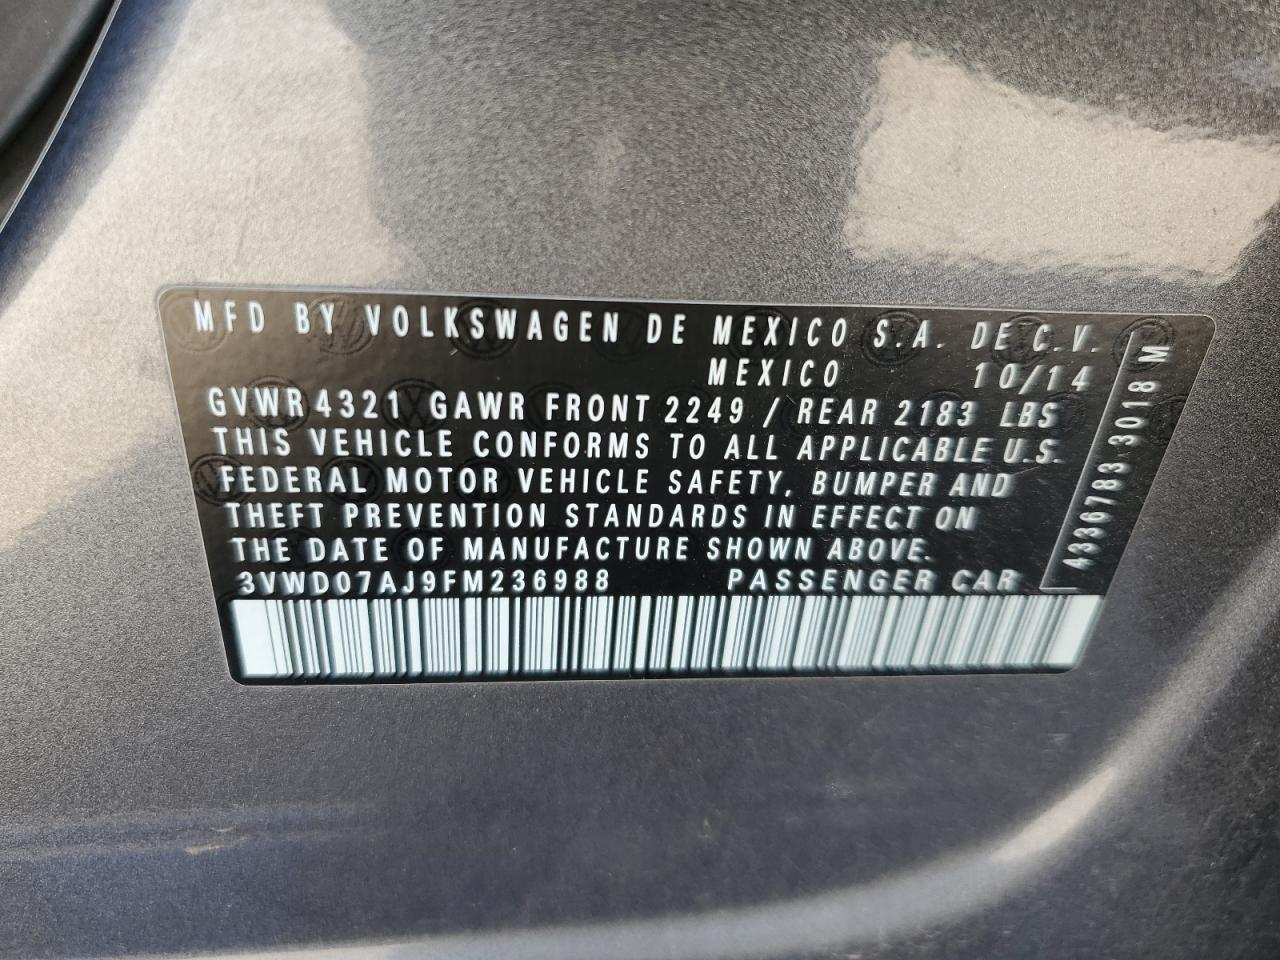 MFD BY VOLKSWAGEN DE MEXICO S.A. DE C.V.
MEXICO 10/14
GVWR 4321 GAWR FRONT 2249 / REAR 2183 LBS
THIS VEHICLE CONFORMS TO ALL APPLICABLE U.S.
FEDERAL MOTOR VEHICLE SAFETY, BUMPER AND
THEFT PREVENTION STANDARDS IN EFFECT ON
THE DATE OF MANUFACTURE SHOWN ABOVE.
3VWD07AJ9FM236988 PASSENGER CAR
4336783 3018 M